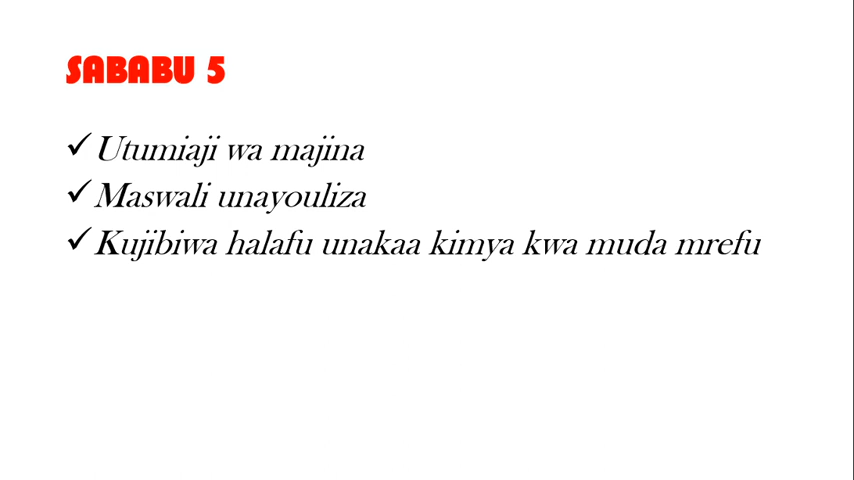 SABABU 5
✓ Utumiaji wa majina
✓ Maswali unayouliza
✓ Kujibiwa halafu unakaa kimya kwa muda mrefu